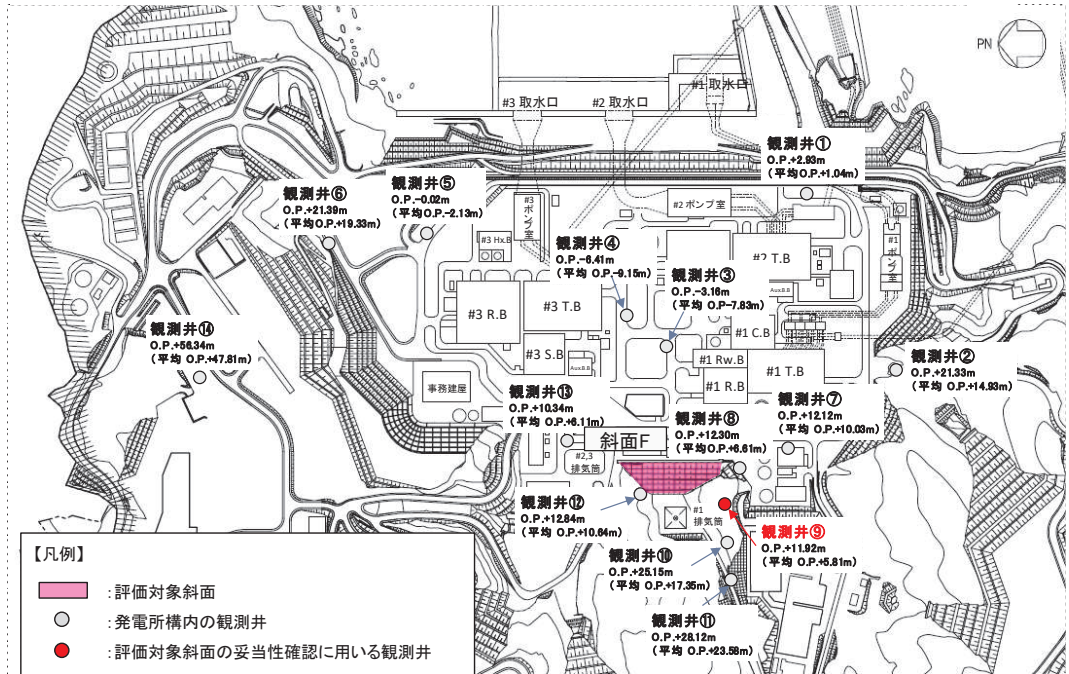 PN
#1 取水口
#3 取水口
#2 取水口
観測井①
O.P.+2.93m
(平均O.P.+1.04m)
観測井⑤
O.P.-0.02m
(平均O.P.-2.13m)
観測井⑥
O.P.+21.39m
(平均O.P.+19.33m)
#3
ポンプ室
#2 ポンプ室
#1
ポンプ室
#3 Hx.B
観測井④
O.P.-6.41m
(平均 O.P.-9.15m)
#2 T.B
観測井③
O.P.-3.16m
(平均 O.P-7.83m)
Aux.B.B
#3 R.B
#3 T.B
#1 C.B
観測井⑭
O.P.+56.34m
(平均 O.P.+47.81m)
#3 S.B
Aux.B.B
#1 Rw.B
#1 T.B
#1 R.B
観測井②
O.P.+21.33m
(平均 O.P.+14.93m)
事務建屋
観測井⑬
O.P.+10.34m
(平均 O.P.+6.11m)
観測井⑦
O.P.+12.12m
(平均 O.P.+10.03m)
観測井⑧
O.P.+12.30m
(平均 O.P.+6.61m)
斜面F
#2,3
排気筒
観測井⑫
O.P.+12.84m
(平均O.P.+10.64m)
#1
排気筒
観測井⑨
O.P.+11.92m
(平均O.P.+5.81m)
観測井⑩
O.P.+25.15m
(平均 O.P.+17.35m)
観測井⑪
O.P.+28.12m
(平均 O.P.+23.58m)
【凡例】
:評価対象斜面
:発電所構内の観測井
:評価対象斜面の妥当性確認に用いる観測井